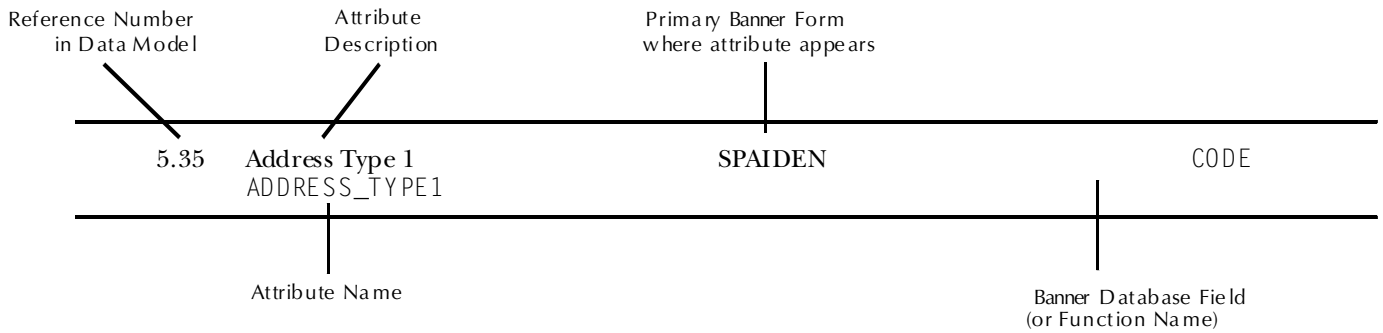 Reference Number
in Data Model
Attribute
Description
Primary Banner Form
where attribute appears
5.35 Address Type 1 SPAIDEN CODE
ADDRESS_TYPE1
Attribute Name
Banner Database Field
(or Function Name)